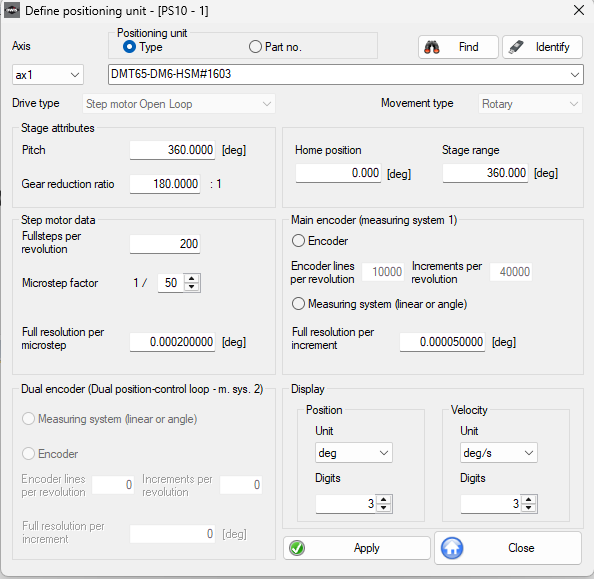 Define positioning unit - [PS10 - 1]
Positioning unit
Axis
Type
Part no.
Find
Identify
ax1
DMT65-DM6-HSM#1603
Drive type
Step motor Open Loop
Movement type
Rotary
Stage attributes
Pitch
360.0000 [deg]
Gear reduction ratio
180.0000 : 1
Home position
0.000 [deg]
Stage range
360.000 [deg]
Step motor data
Fullsteps per
revolution
200
Microstep factor
1 / 50
Full resolution per
microstep
0.000200000 [deg]
Main encoder (measuring system 1)
Encoder
Encoder lines
per revolution
10000
Increments per
revolution
40000
Measuring system (linear or angle)
Full resolution per
increment
0.000050000 [deg]
Dual encoder (Dual position-control loop - m. sys. 2)
Measuring system (linear or angle)
Encoder
Encoder lines
per revolution
0
Increments per
revolution
0
Full resolution per
increment
0 [deg]
Display
Position
Unit
deg
Digits
3
Velocity
Unit
deg/s
Digits
3
Apply
Close